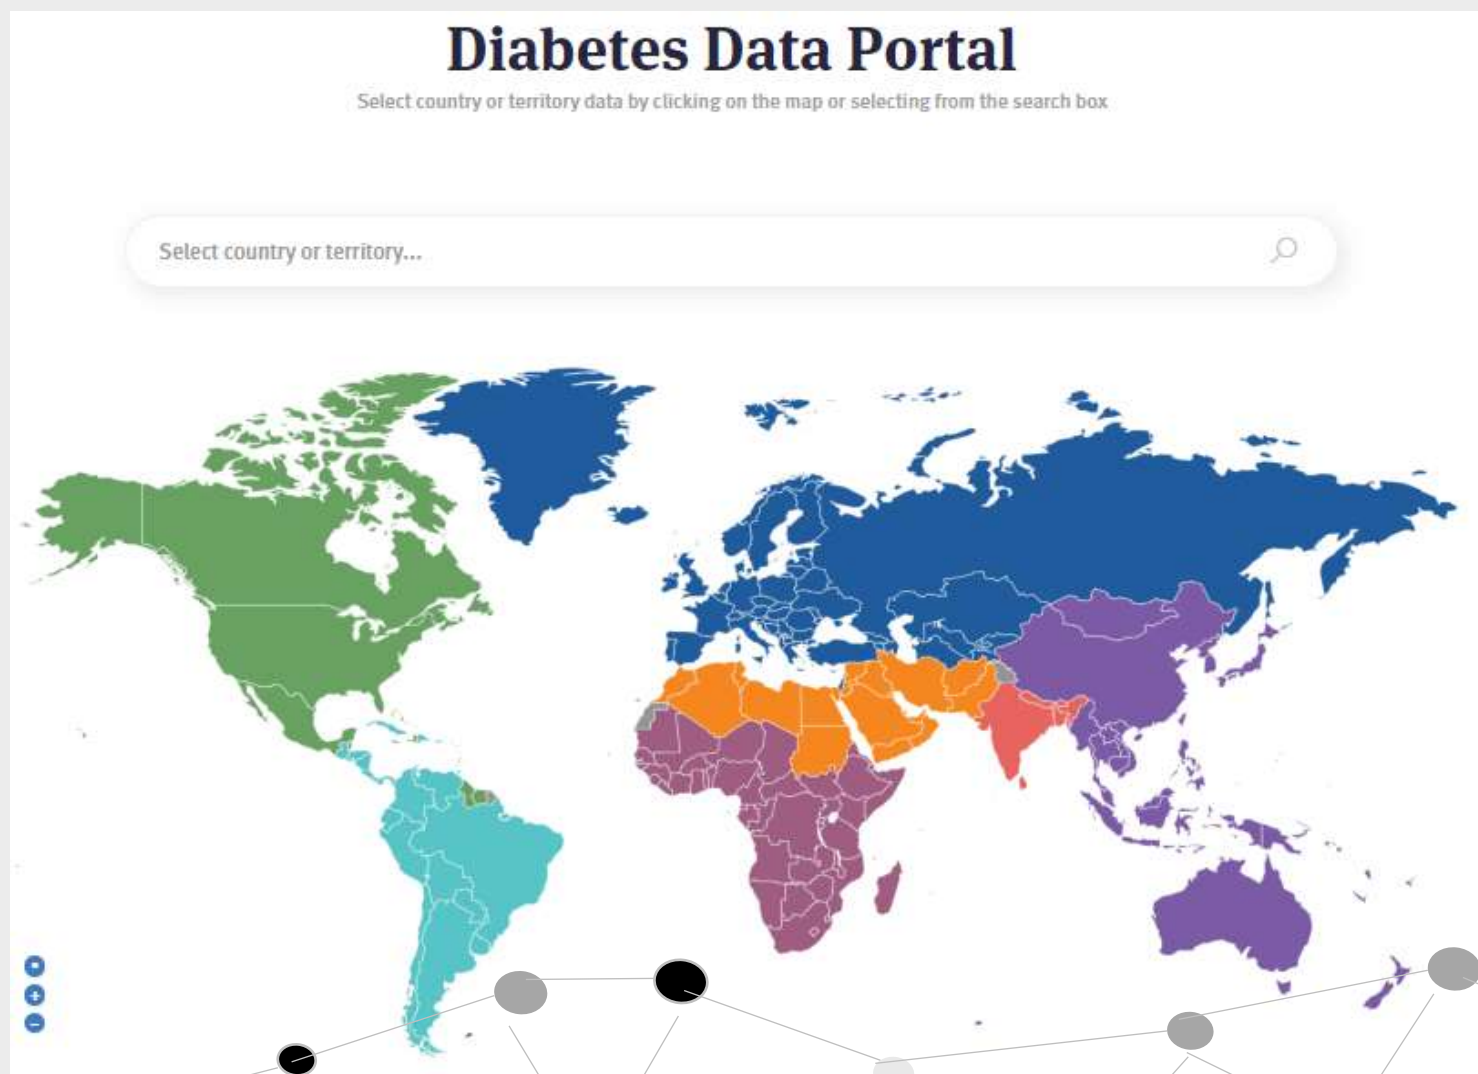 Diabetes Data Portal
Select country or territory data by clicking on the map or selecting from the search box
Select country or territory...